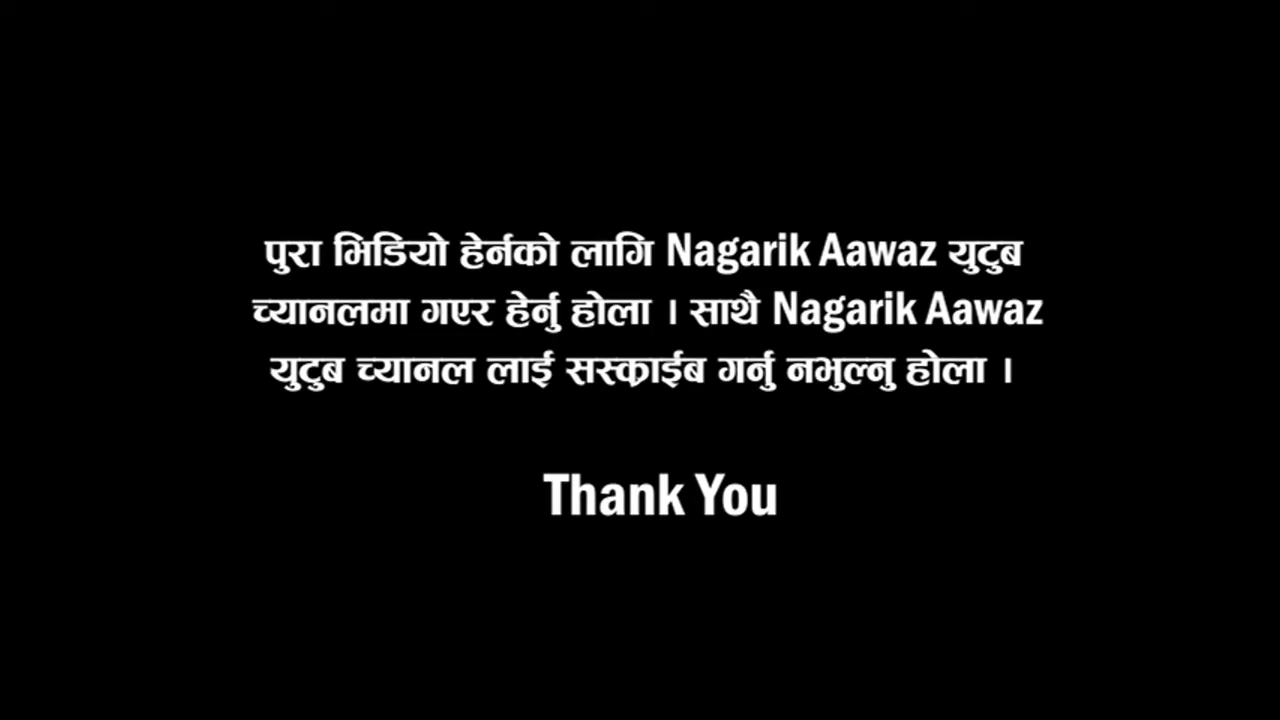 पुरा भिडियो हेर्नको लागि Nagarik Aawaz युटुब
च्यानलमा गएर हेर्नु होला । साथै Nagarik Aawaz
युटुब च्यानल लाई सस्क्राईब गर्नु नभुल्नु होला ।
Thank You